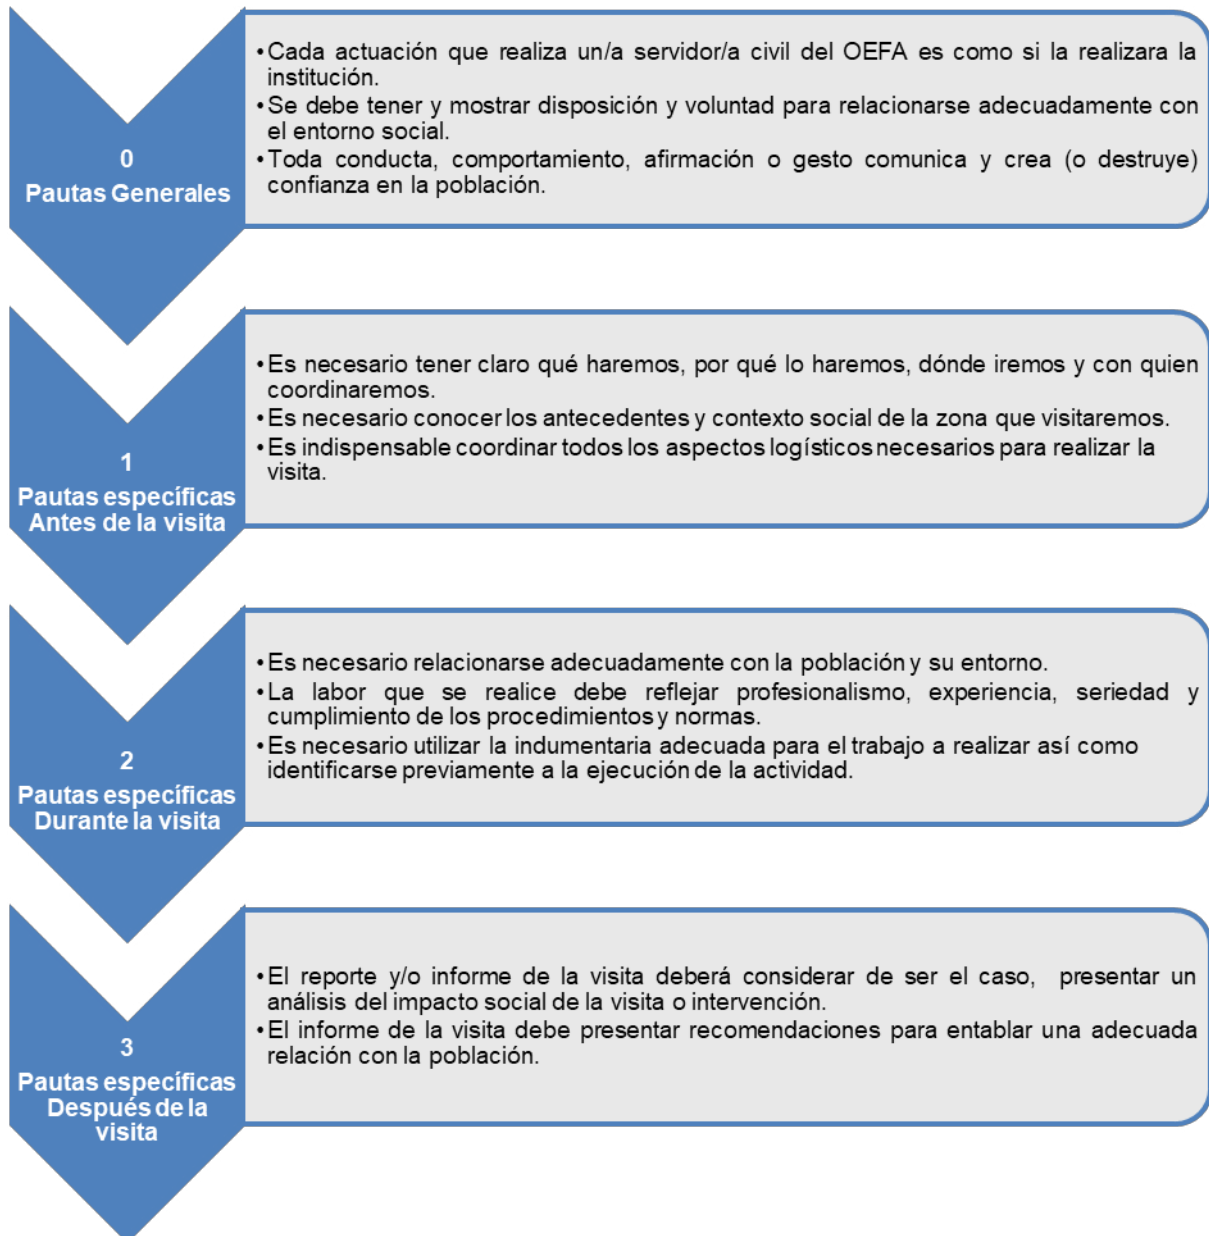 0
Pautas Generales
•Cada actuación que realiza un/a servidor/a civil del OEFA es como si la realizara la
institución.
•Se debe tener y mostrar disposición y voluntad para relacionarse adecuadamente con
el entorno social.
•Toda conducta, comportamiento, afirmación o gesto comunica y crea (o destruye)
confianza en la población.
1
Pautas específicas
Antes de la visita
•Es necesario tener claro qué haremos, por qué lo haremos, dónde iremos y con quien
coordinaremos.
•Es necesario conocer los antecedentes y contexto social de la zona que visitaremos.
•Es indispensable coordinar todos los aspectos logísticos necesarios para realizar la
visita.
2
Pautas específicas
Durante la visita
•Es necesario relacionarse adecuadamente con la población y su entorno.
•La labor que se realice debe reflejar profesionalismo, experiencia, seriedad y
cumplimiento de los procedimientos y normas.
•Es necesario utilizar la indumentaria adecuada para el trabajo a realizar así como
identificarse previamente a la ejecución de la actividad.
3
Pautas específicas
Después de la
visita
•El reporte y/o informe de la visita deberá considerar de ser el caso, presentar un
análisis del impacto social de la visita o intervención.
•El informe de la visita debe presentar recomendaciones para entablar una adecuada
relación con la población.